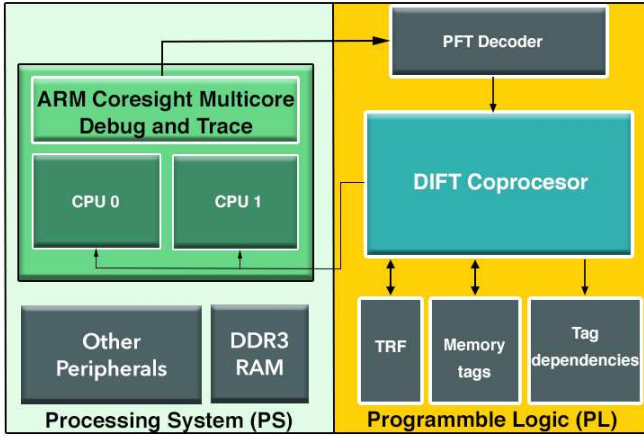 PFT Decoder
ARM Coresight Multicore
Debug and Trace
CPU 0
CPU 1
DIFT Coprocesor
Other
Peripherals
DDR3
RAM
TRF
Memory
tags
Tag
dependencies
Processing System (PS)
Programmble Logic (PL)